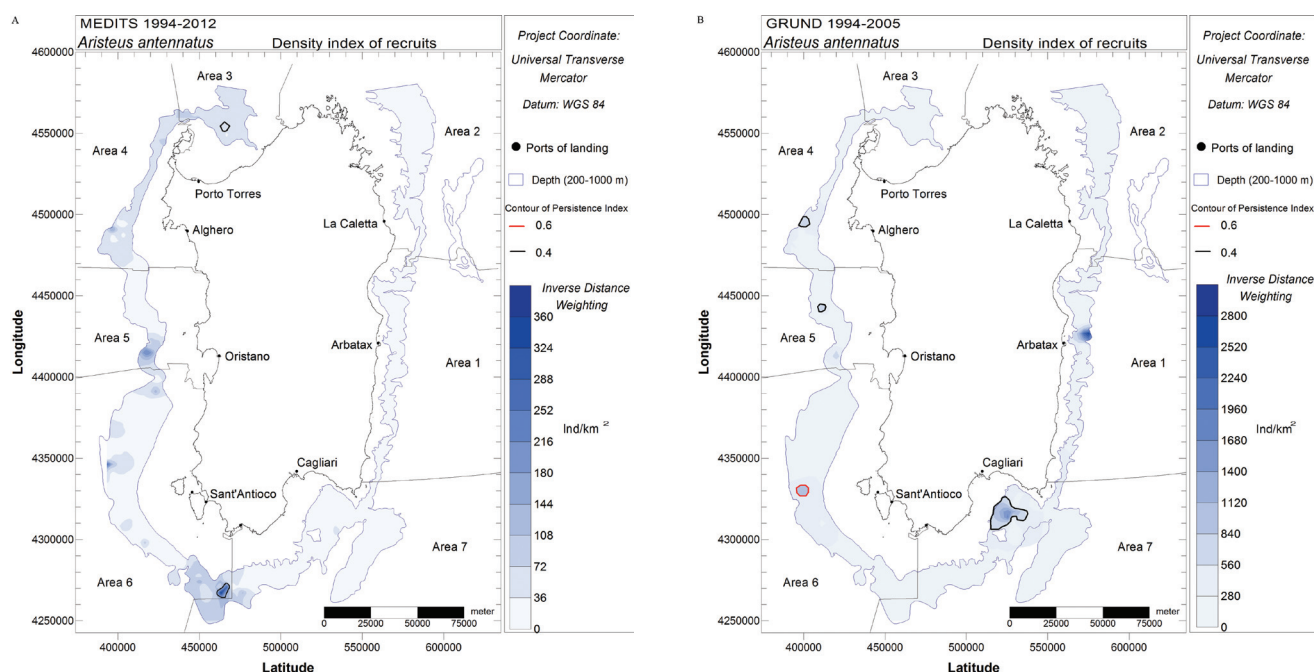 A
MEDITS 1994-2012
Aristeus antennatus
Density index of recruits
Project Coordinate:
Universal Transverse
Mercator
Datum: WGS 84
Ports of landing
Depth (200-1000 m)
Contour of Persistence Index
0.6
0.4
Inverse Distance
Weighting
360
324
288
252
216
180
144
108
72
36
0
Ind/km²
4600000
4550000
4500000
4450000
4400000
4350000
4300000
4250000
Longitude
Area 3
Area 2
Area 4
Porto Torres
La Caletta
Alghero
Area 5
Oristano
Arbatax
Area 1
Cagliari
Sant'Antioco
Area 7
Area 6
meter
0 25000 50000 75000
400000 450000 500000 550000 600000
Latitude
B
GRUND 1994-2005
Aristeus antennatus
Density index of recruits
Project Coordinate:
Universal Transverse
Mercator
Datum: WGS 84
Ports of landing
Depth (200-1000 m)
Contour of Persistence Index
0.6
0.4
Inverse Distance
Weighting
2800
2520
2240
1960
1680
1400
1120
840
560
280
0
Ind/km²
4600000
4550000
4500000
4450000
4400000
4350000
4300000
4250000
Longitude
Area 3
Area 2
Area 4
Porto Torres
La Caletta
Alghero
Area 5
Oristano
Arbatax
Area 1
Cagliari
Sant'Antioco
Area 7
Area 6
meter
0 25000 50000 75000
400000 450000 500000 550000 600000
Latitude